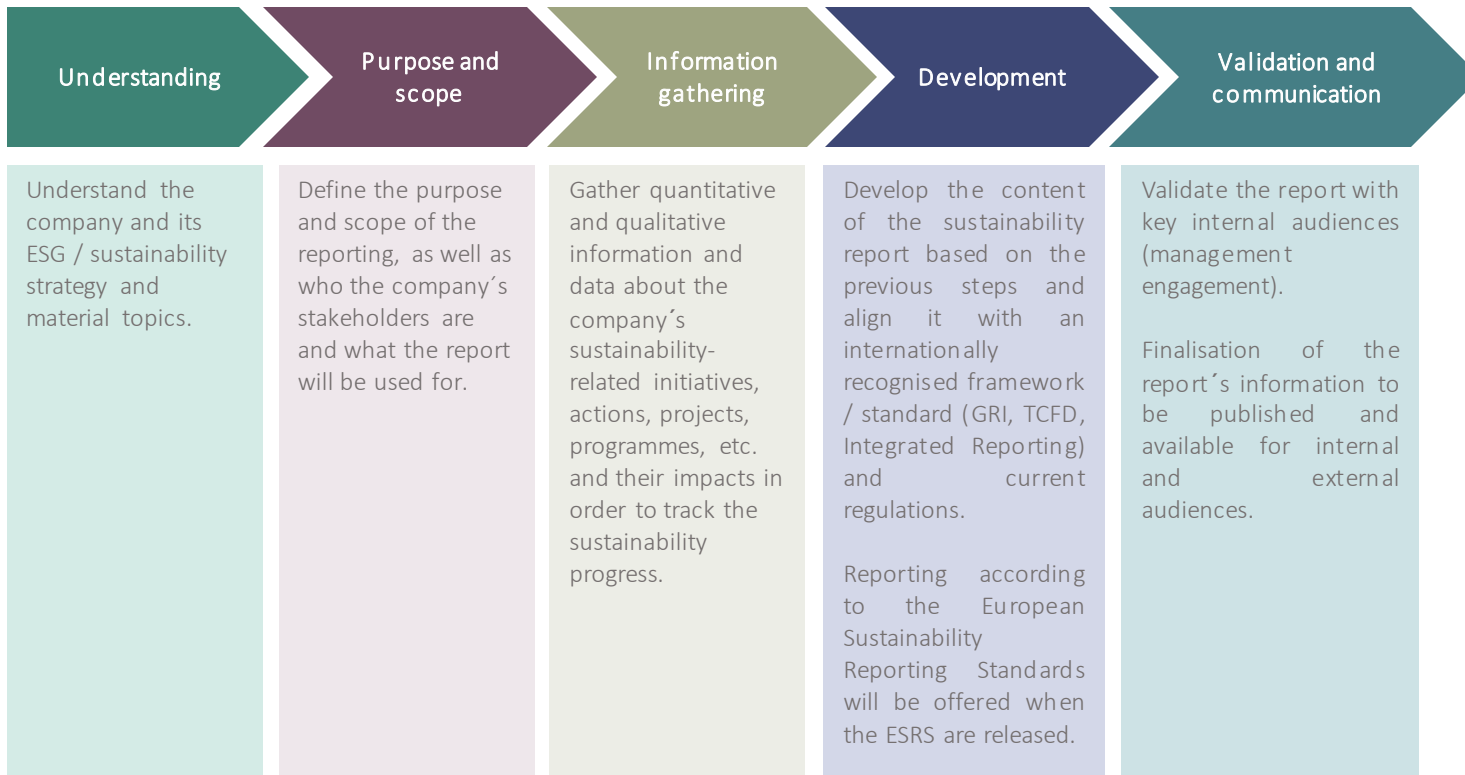 Understanding
Purpose and
scope
Information
gathering
Development
Validation and
communication
Understand the
company and its
ESG / sustainability
strategy and
material topics.
Define the purpose
and scope of the
reporting, as well as
who the company´s
stakeholders are
and what the report
will be used for.
Gather quantitative
and qualitative
information and
data about the
company´s
sustainability-
related initiatives,
actions, projects,
programmes, etc.
and their impacts in
order to track the
sustainability
progress.
Develop the content
of the sustainability
report based on the
previous steps and
align it with an
internationally
recognised framework
/ standard (GRI, TCFD,
Integrated Reporting)
and current
regulations.
Reporting according
to the European
Sustainability
Reporting Standards
will be offered when
the ESRS are released.
Validate the report with
key internal audiences
(management
engagement).
Finalisation of the
report´s information to
be published and
available for internal
and external
audiences.